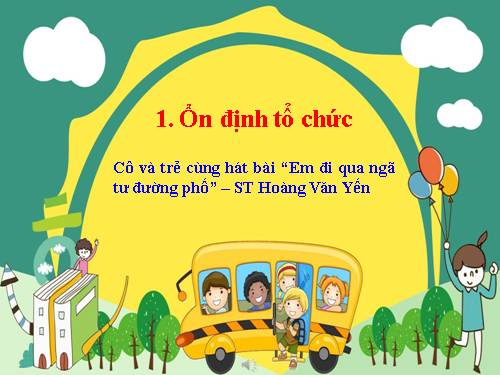 1. Ổn định tổ chức
Cô và trẻ cùng hát bài “Em đi qua ngã
tư đường phố” – ST Hoàng Văn Yến